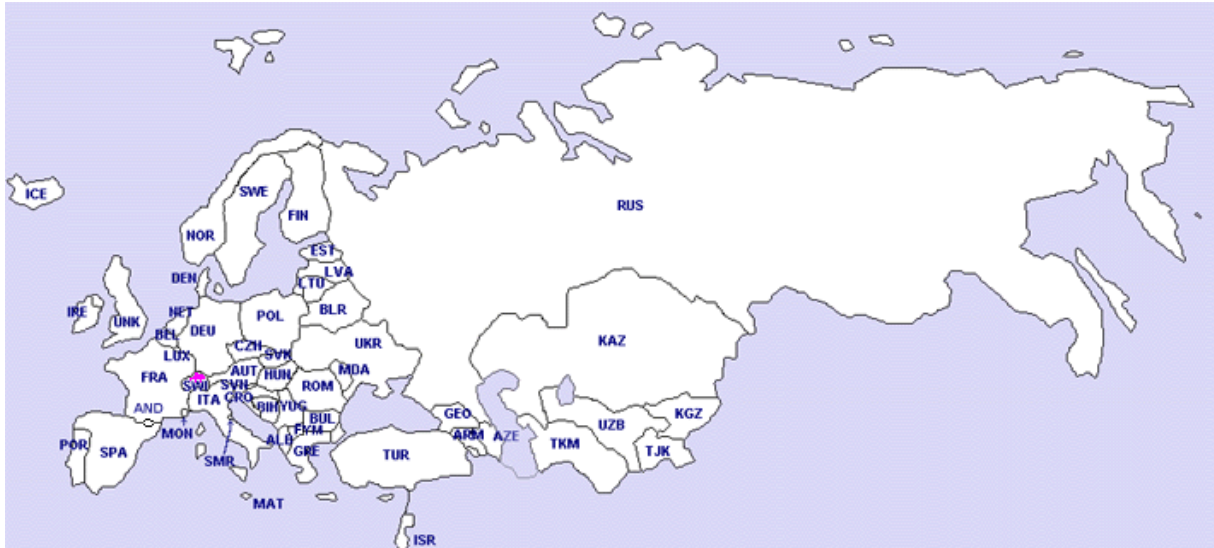 ICE
SWE
FIN
NOR
RUS
EST
LVA
LTU
DEN
IRE
UNK
NET
BEL
DEU
POL
BLR
LUX
CZH
SVK
UKR
KAZ
FRA
SWI
AUT
HUN
MDA
SVN
ROM
ITA
CRO
BIH
YUG
AND
BUL
GEO
KGZ
MON
FYM
UZB
POR
SPA
ALB
GRE
ARM
AZE
TKM
TJK
SMR
TUR
MAT
ISR